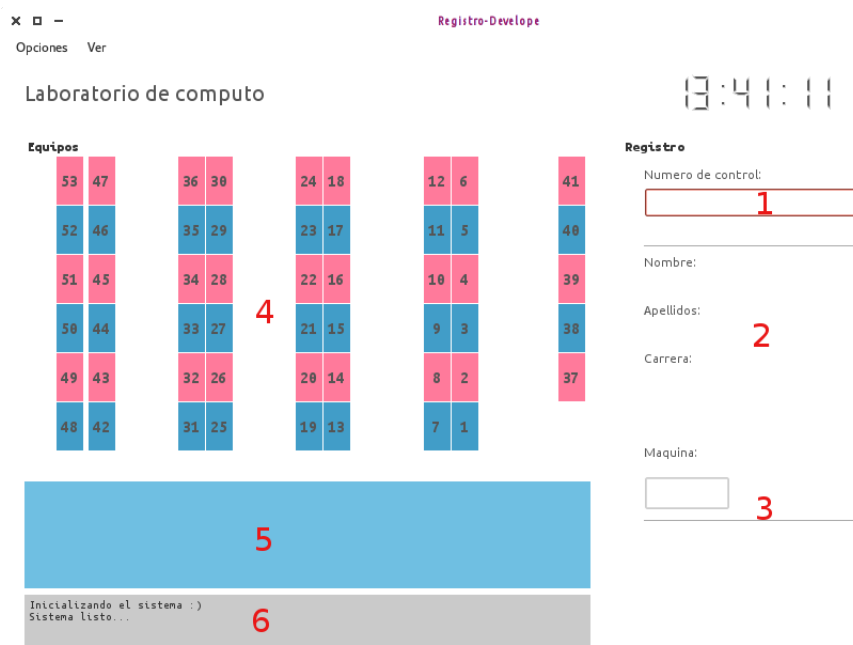 Registro-Develope
Opciones Ver
Laboratorio de computo
13:41:11
Equipos
Registro
53 47 36 30 24 18 12 6 41
52 46 35 29 23 17 11 5 40
51 45 34 28 22 16 10 4 39
50 44 33 27 21 15 9 3 38
49 43 32 26 20 14 8 2 37
48 42 31 25 19 13 7 1
4
5
Inicializando el sistema :)
Sistema listo...
6
Numero de control:
1
Nombre:
Apellidos:
2
Carrera:
Maquina:
3